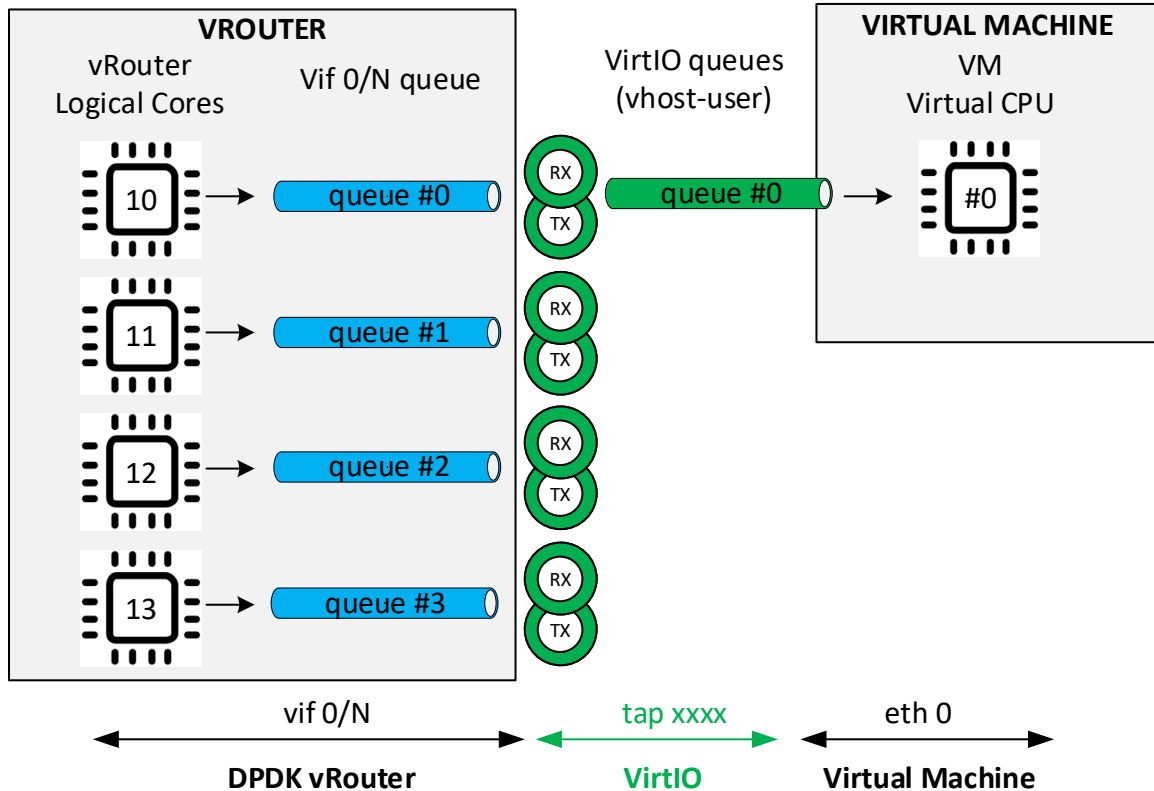 VROUTER
vRouter
Logical Cores
Vif 0/N queue
VirtIO queues
(vhost-user)
VIRTUAL MACHINE
VM
Virtual CPU
10
queue #0
RX
TX
queue #0
#0
11
queue #1
RX
TX
12
queue #2
RX
TX
13
queue #3
RX
TX
vif 0/N
tap xxxx
eth 0
DPDK vRouter
VirtIO
Virtual Machine